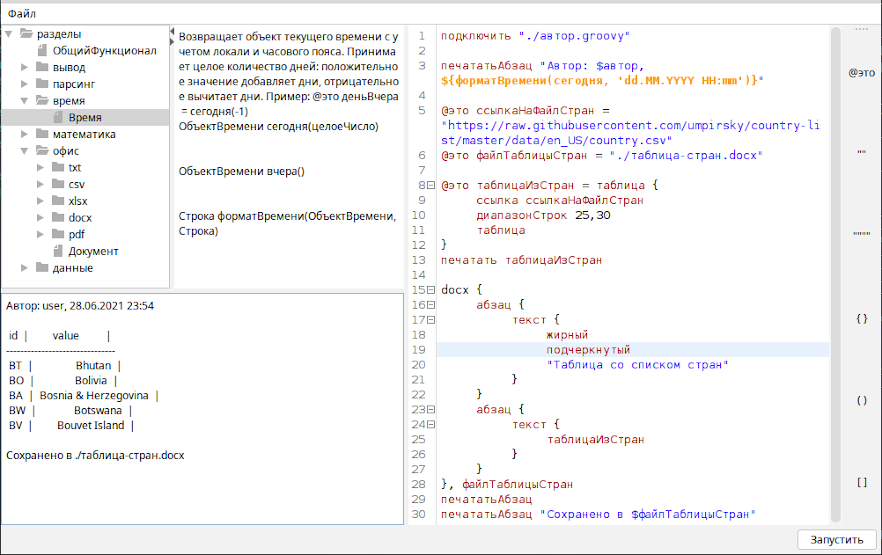 Файл
разделы
ОбщийФункционал
вывод
парсинг
время
Время
математика
офис
txt
csv
xlsx
docx
pdf
Документ
данные
Возвращает объект текущего времени с у
четом локали и часового пояса. Принима
ет целое количество дней: положительно
е значение добавляет дни, отрицательно
е вычитает дни. Пример: @это деньВчера
= сегодня(-1)
ОбъектВремени сегодня(целоеЧисло)
ОбъектВремени вчера()
Строка форматВремени(ОбъектВремени,
Строка)
Автор: user, 28.06.2021 23:54
id | value |
-------------------------------
BT | Bhutan |
BO | Bolivia |
BA | Bosnia & Herzegovina |
BW | Botswana |
BV | Bouvet Island |
Сохранено в ./таблица-стран.docx
1 подключить "./автор.groovy"
2
3 печататьАбзац "Автор: $автор,
${форматВремени(сегодня, 'dd.MM.YYYY HH:mm')}"
4
5 @это ссылкаНаФайлСтран =
"https://raw.githubusercontent.com/umpirsky/country-li
st/master/data/en_US/country.csv"
6 @это файлТаблицыСтран = "./таблица-стран.docx"
7
8 @это таблицаИзСтран = таблица {
9 ссылка ссылкаНаФайлСтран
10 диапазонСтрок 25,30
11 таблица
12 }
13 печатать таблицаИзСтран
14
15 docx {
16 абзац {
17 текст {
18 жирный
19 подчеркнутый
20 "Таблица со списком стран"
21 }
22 }
23 абзац {
24 текст {
25 таблицаИзСтран
26 }
27 }
28 }, файлТаблицыСтран
29 печататьАбзац
30 печататьАбзац "Сохранено в $файлТаблицыСтран"
@это
""
""""
{}
()
[]
Запустить